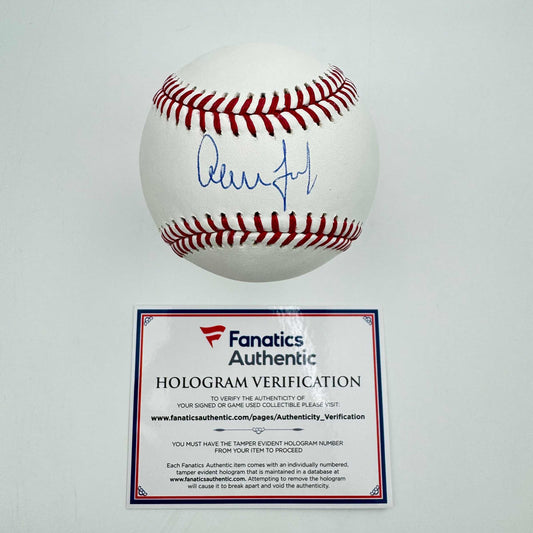 Fanatics
Authentic
HOLOGRAM VERIFICATION
TO VERIFY THE AUTHENTICITY OF
YOUR SIGNED OR GAME USED COLLECTIBLE PLEASE VISIT:
www.fanaticsauthentic.com/pages/Authenticity_Verification
YOU MUST HAVE THE TAMPER EVIDENT HOLOGRAM NUMBER
FROM YOUR ITEM TO PROCEED
Each Fanatics Authentic item comes with an individually numbered,
tamper evident hologram that is maintained in a database at
www.fanaticsauthentic.com. Attempting to remove the hologram
will cause it to break apart and void the authenticity.